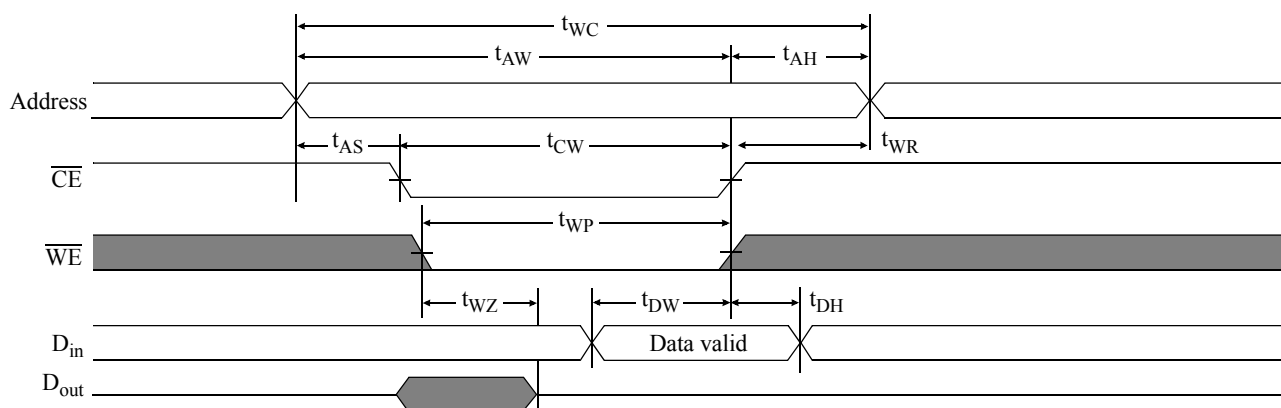 tWC
tAW tAH
Address
tAS tCW tWR
CE
tWP
WE
tWZ tDW tDH
Din Data valid
Dout